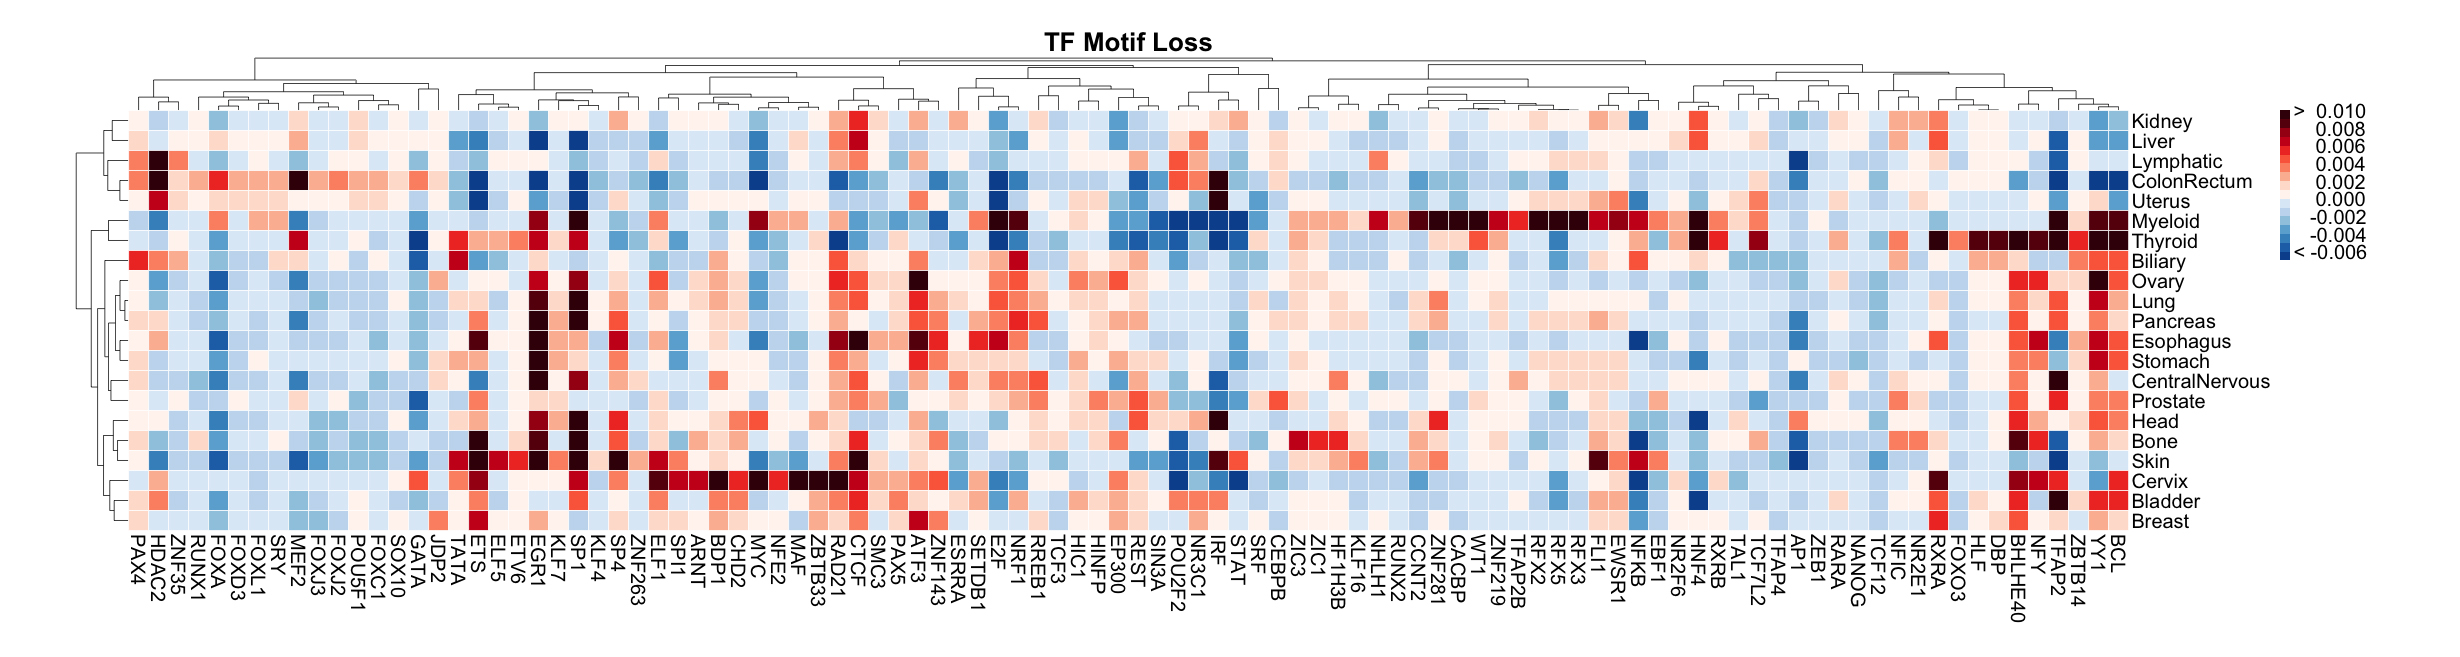 TF Motif Loss
> 0.010
0.008
0.006
0.004
0.002
0.000
-0.002
-0.004
< -0.006
Kidney
Liver
Lymphatic
ColonRectum
Uterus
Myeloid
Thyroid
Biliary
Ovary
Lung
Pancreas
Esophagus
Stomach
CentralNervous
Prostate
Head
Bone
Skin
Cervix
Bladder
Breast
PAX4
HDAC2
ZNF35
RUNX1
FOXA
FOXD3
FOXL1
SRY
MEF2
FOXJ3
FOXJ2
POU5F1
FOXC1
SOX10
GATA
JDP2
TATA
ETS
ELF5
ETV6
EGR1
KLF7
SP1
KLF4
SP4
ZNF263
ELF1
SPI1
ARNT
BDP1
CHD2
MYC
NFE2
MAF
ZBTB33
RAD21
CTCF
SMC3
PAX5
ATF3
ZNF143
ESRRA
SETDB1
E2F
NRF1
RREB1
TCF3
HIC1
HINFP
EP300
REST
SIN3A
POU2F2
NR3C1
IRF
STAT
SRF
CEBPB
ZIC3
ZIC1
HF1H3B
KLF16
NHLH1
RUNX2
CCNT2
ZNF281
CACBP
WT1
ZNF219
TFAP2B
RFX2
RFX5
RFX3
FLI1
EWSR1
NFKB
EBF1
NR2F6
HNF4
RXRB
TAL1
TCF7L2
TFAP4
AP1
ZEB1
RARA
NANOG
TCF12
NFIC
NR2E1
RXRA
FOXO3
HLF
DBP
BHLHE40
NFY
TFAP2
ZBTB14
YY1
BCL